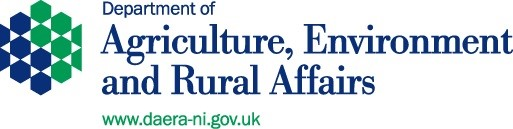 Department of
Agriculture, Environment
and Rural Affairs
www.daera-ni.gov.uk